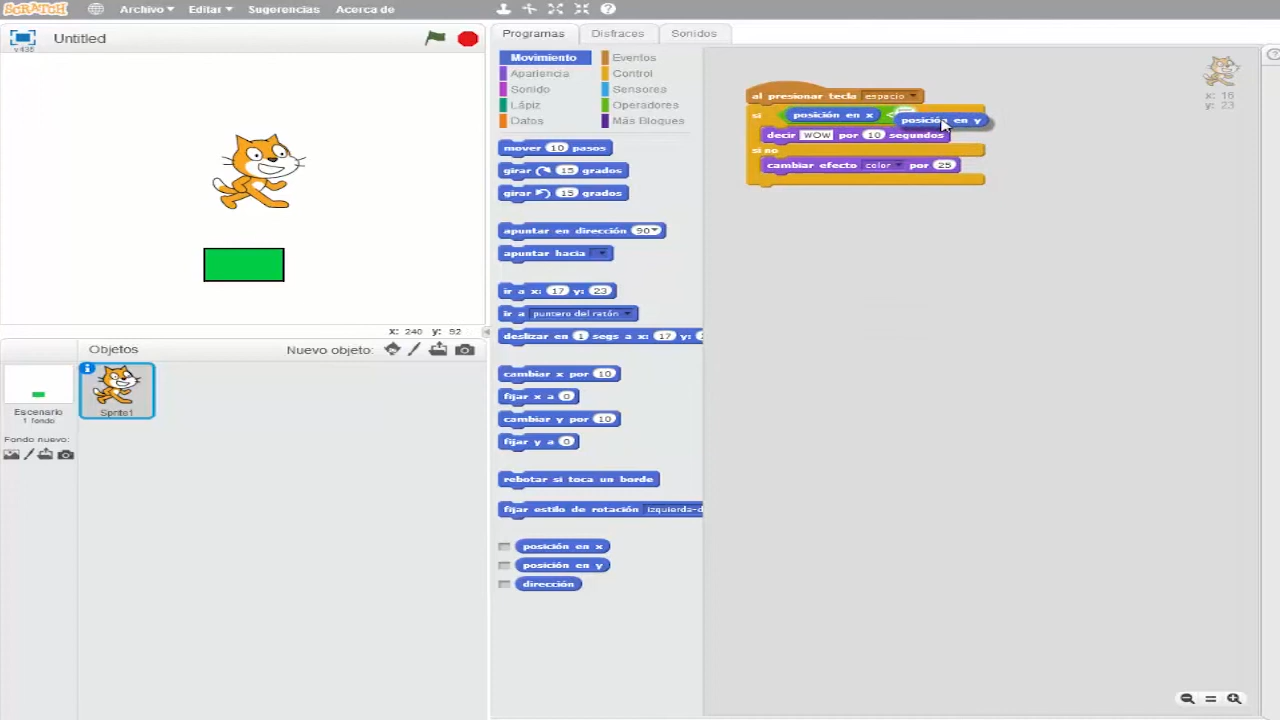 SCRATCH Archivo Editar Sugerencias Acerca de
v435 Untitled
Programas Disfraces Sonidos
Movimiento Eventos
Apariencia Control
Sonido Sensores
Lápiz Operadores
Datos Más Bloques
mover 10 pasos
girar 15 grados
girar 15 grados
apuntar en dirección 90
apuntar hacia
ir a x: 17 y: 23
ir a puntero del ratón
deslizar en 1 segs a x: 17 y:
cambiar x por 10
fijar x a 0
cambiar y por 10
fijar y a 0
rebotar si toca un borde
fijar estilo de rotación izquierda-d
posición en x
posición en y
dirección
al presionar tecla espacio
si posición en x < posición en y
decir WOW por 10 segundos
si no
cambiar efecto color por 25
x: 16
y: 23
x: 240 y: 92
Objetos Nuevo objeto:
Escenario
1 fondo
Sprite1
Fondo nuevo: